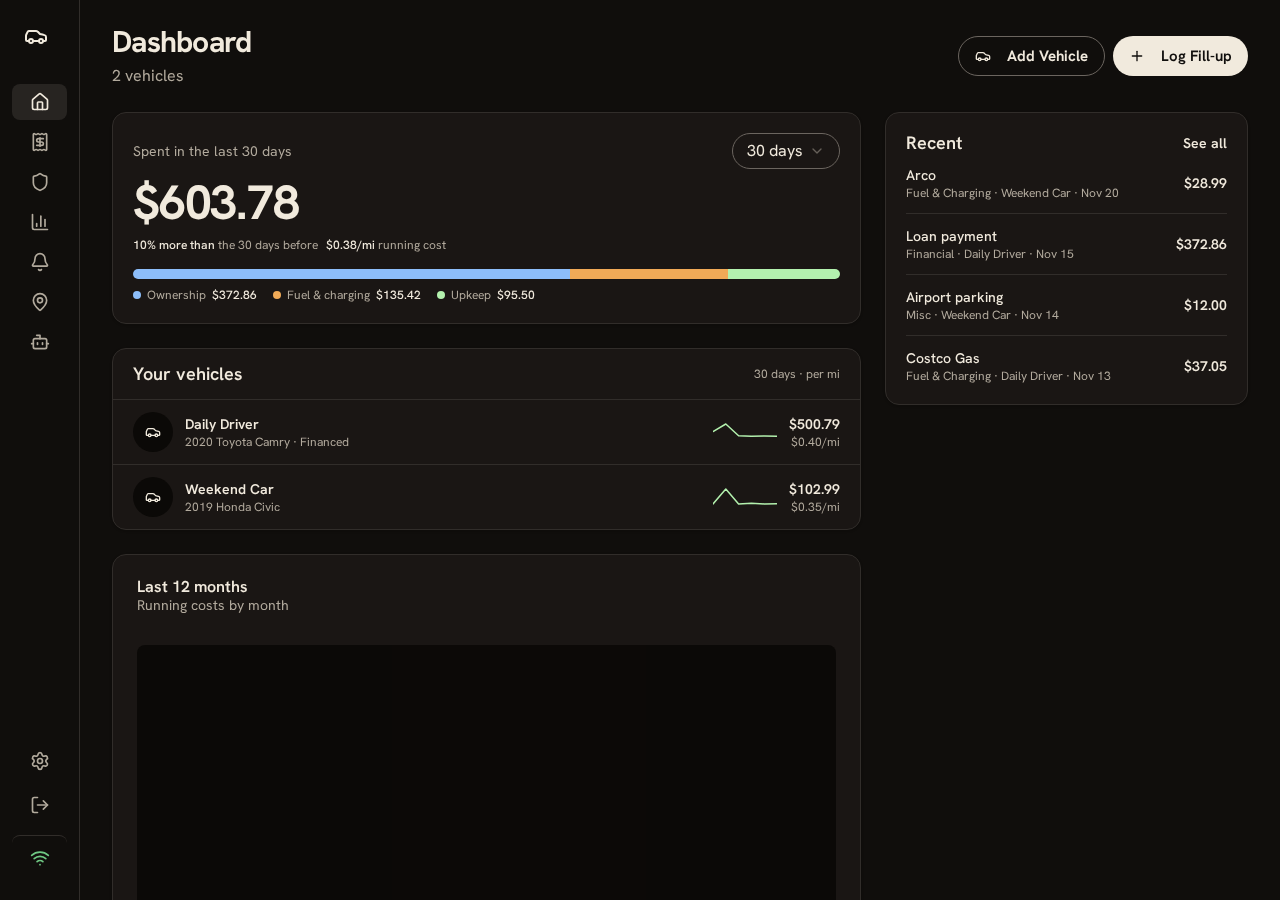 Dashboard
2 vehicles
Add Vehicle
Log Fill-up
Spent in the last 30 days
30 days
$603.78
10% more than the 30 days before $0.38/mi running cost
Ownership $372.86 Fuel & charging $135.42 Upkeep $95.50
Your vehicles
30 days · per mi
Daily Driver
2020 Toyota Camry · Financed
$500.79
$0.40/mi
Weekend Car
2019 Honda Civic
$102.99
$0.35/mi
Last 12 months
Running costs by month
Recent
See all
Arco
Fuel & Charging · Weekend Car · Nov 20
$28.99
Loan payment
Financial · Daily Driver · Nov 15
$372.86
Airport parking
Misc · Weekend Car · Nov 14
$12.00
Costco Gas
Fuel & Charging · Daily Driver · Nov 13
$37.05